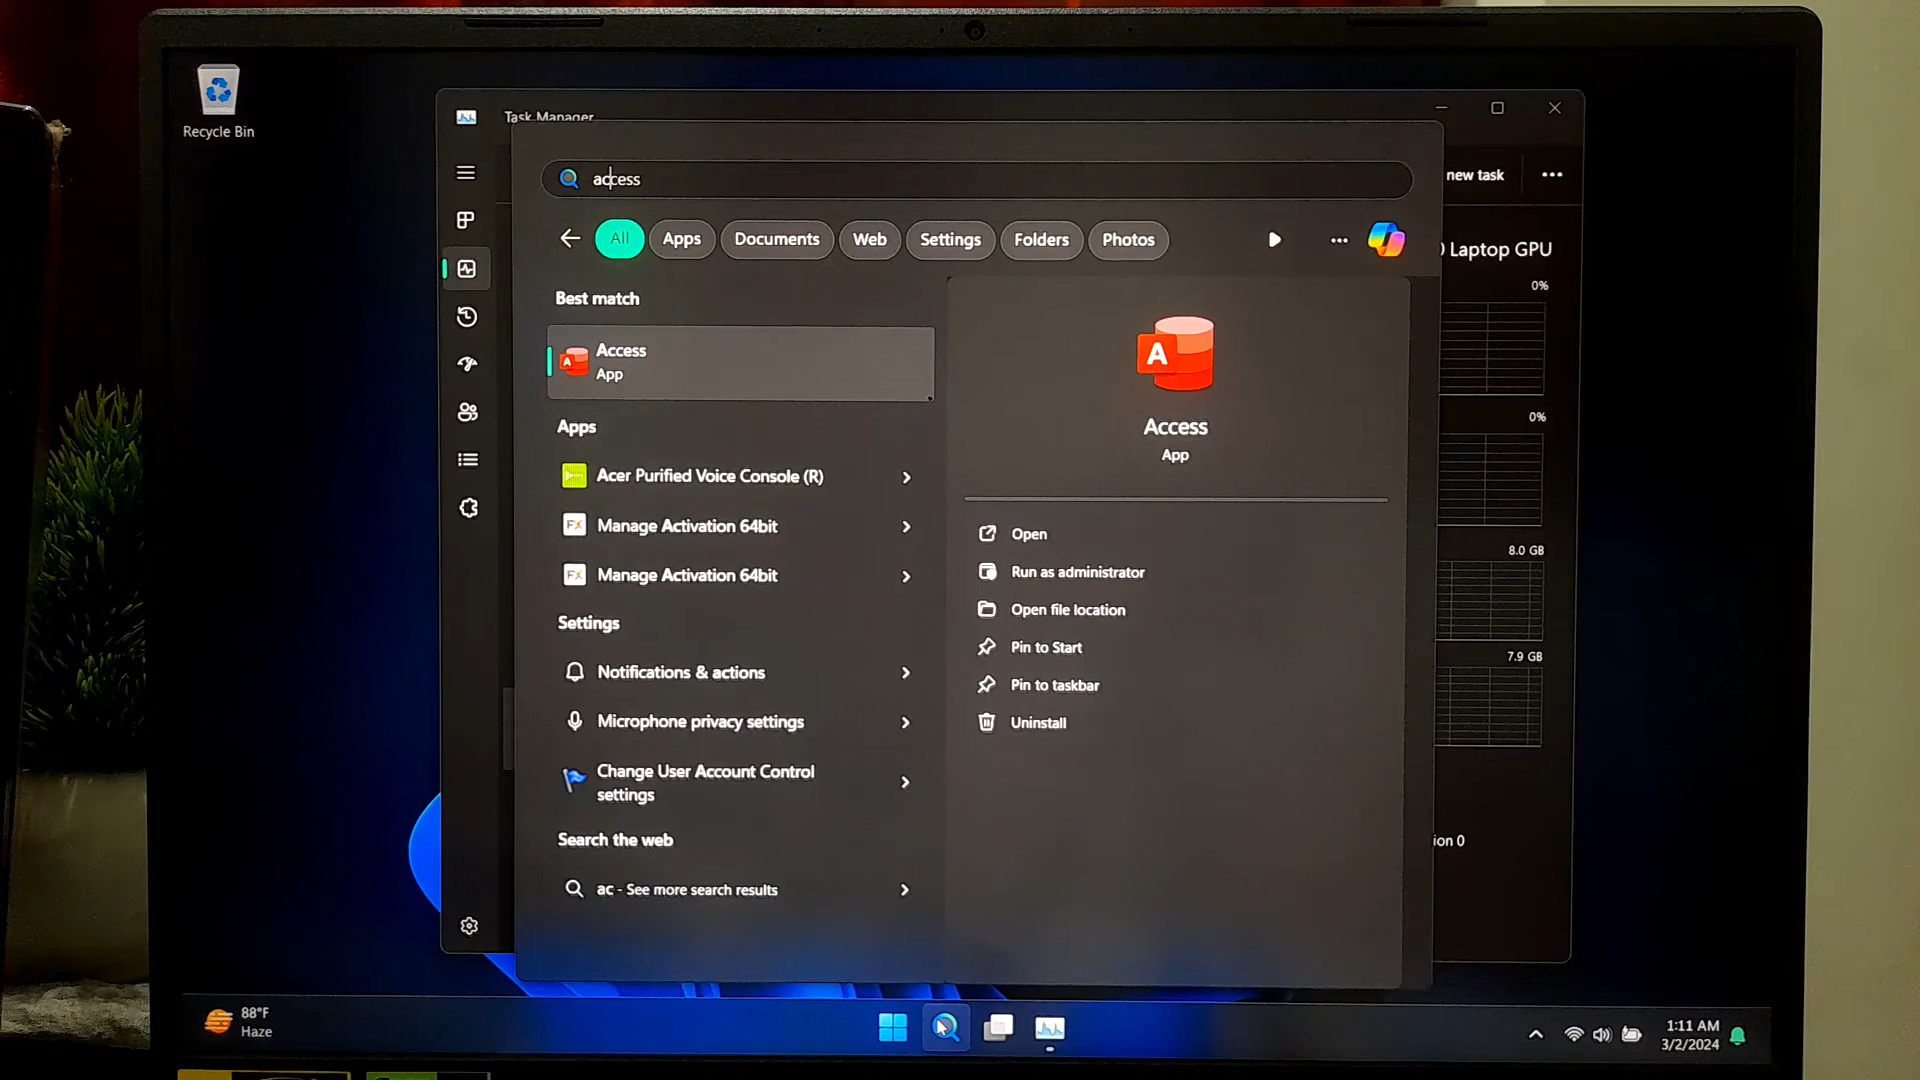 Recycle Bin
Task Manager
access
new task
All
Apps
Documents
Web
Settings
Folders
Photos
Laptop GPU
0%
Best match
Access
App
A
Access
App
0%
Apps
Acer Purified Voice Console (R)
Manage Activation 64bit
Manage Activation 64bit
Open
Run as administrator
Open file location
Pin to Start
Pin to taskbar
Uninstall
8.0 GB
7.9 GB
Settings
Notifications & actions
Microphone privacy settings
Change User Account Control
settings
Search the web
ac - See more search results
ion 0
88°F
Haze
1:11 AM
3/2/2024